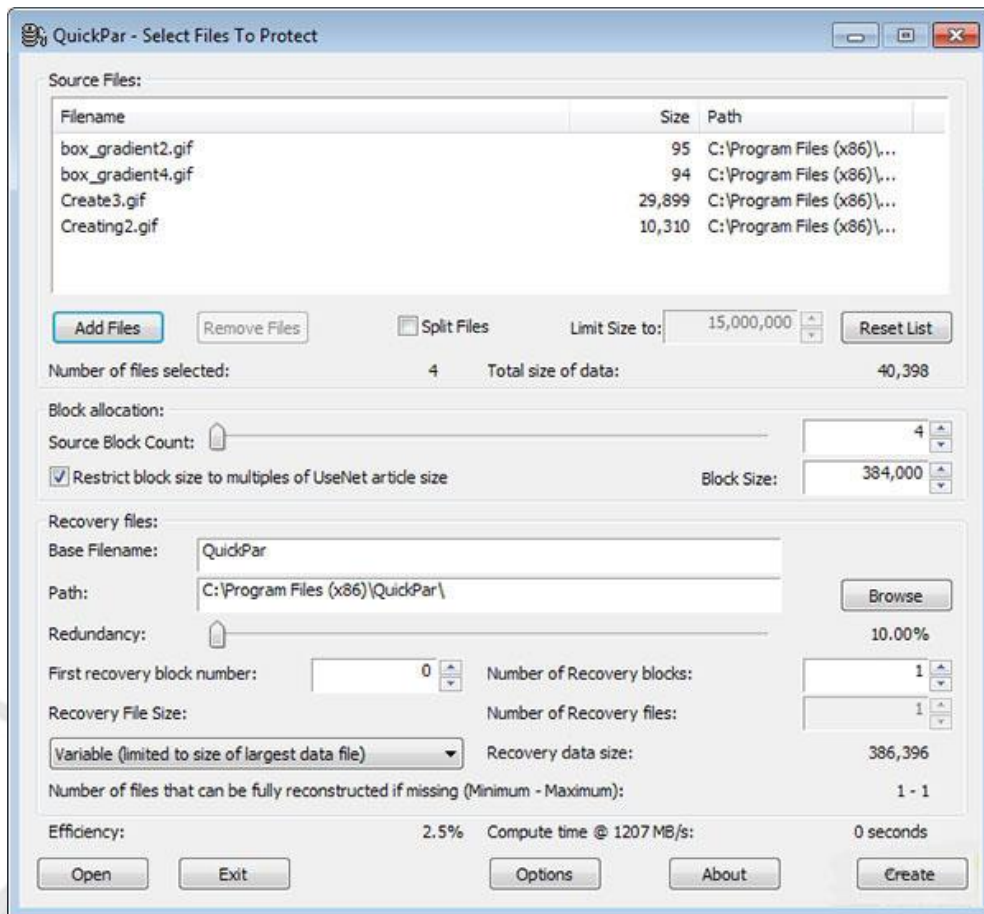 QuickPar - Select Files To Protect
Source Files:
Filename Size Path
box_gradient2.gif 95 C:\Program Files (x86)\...
box_gradient4.gif 94 C:\Program Files (x86)\...
Create3.gif 29,899 C:\Program Files (x86)\...
Creating2.gif 10,310 C:\Program Files (x86)\...
Add Files Remove Files Split Files Limit Size to: 15,000,000 Reset List
Number of files selected: 4 Total size of data: 40,398
Block allocation:
Source Block Count: 4
Restrict block size to multiples of UseNet article size Block Size: 384,000
Recovery files:
Base Filename: QuickPar
Path: C:\Program Files (x86)\QuickPar\ Browse
Redundancy: 10.00%
First recovery block number: 0 Number of Recovery blocks: 1
Recovery File Size: Number of Recovery files: 1
Variable (limited to size of largest data file) Recovery data size: 386,396
Number of files that can be fully reconstructed if missing (Minimum - Maximum): 1 - 1
Efficiency: 2.5% Compute time @ 1207 MB/s: 0 seconds
Open Exit Options About Create